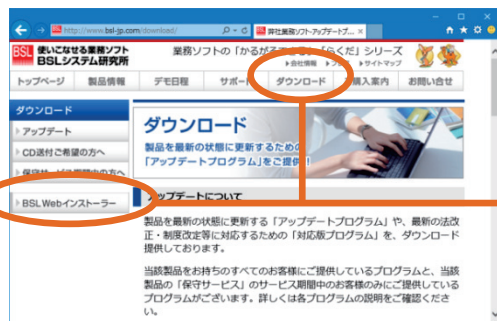 http://www.bsl-jp.com/download/
弊社業務ソフト-アップデートプ...
BSL 使いこなせる業務ソフト
BSLシステム研究所
業務ソフトの「かるが
らくだ」シリーズ
会社情報
サイトマップ
トップページ 製品情報 デモ日程 サポート ダウンロード 購入案内 お問い合せ
ダウンロード
アップデート
CD送付ご希望の方へ
BSL Webインストーラー
ダウンロード
製品を最新の状態に更新するための
「アップデートプログラム」をご提供!
アップデートについて
製品を最新の状態に更新する「アップデートプログラム」や、最新の法改
正・制度改定等に対応するための「対応版プログラム」を、ダウンロード
提供しております。
当該製品をお持ちのすべてのお客様にご提供しているプログラムと、当該
製品の「保守サービス」のサービス期間中のお客様のみにご提供している
プログラムがございます。詳しくは各プログラムの説明をご確認くださ
い。